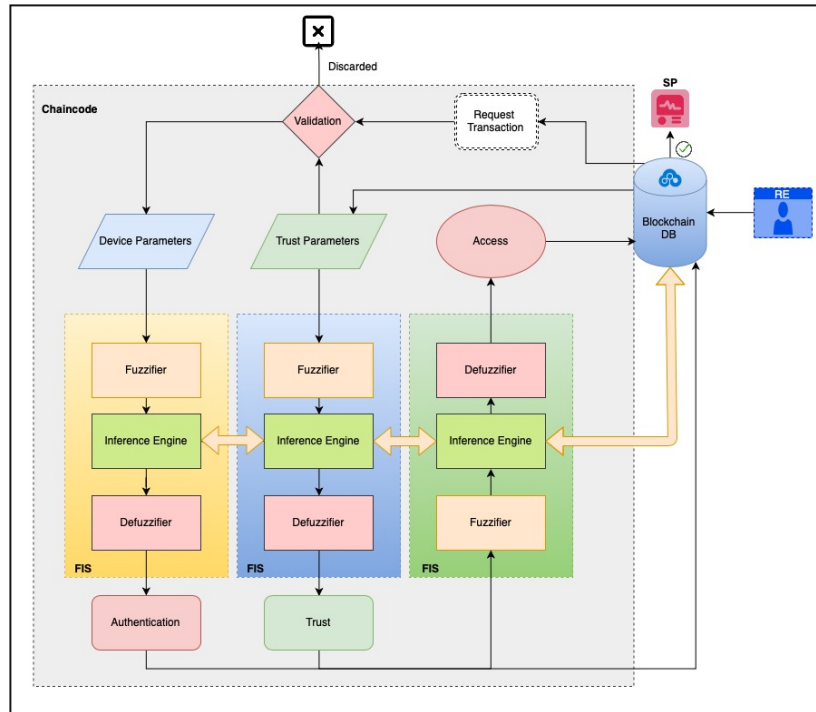 Discarded
SP
Chaincode
Validation
Request
Transaction
RE
Device Parameters
Trust Parameters
Access
Blockchain
DB
Fuzzifier
Fuzzifier
Defuzzifier
Inference Engine
Inference Engine
Inference Engine
Defuzzifier
Defuzzifier
Fuzzifier
FIS
FIS
FIS
Authentication
Trust